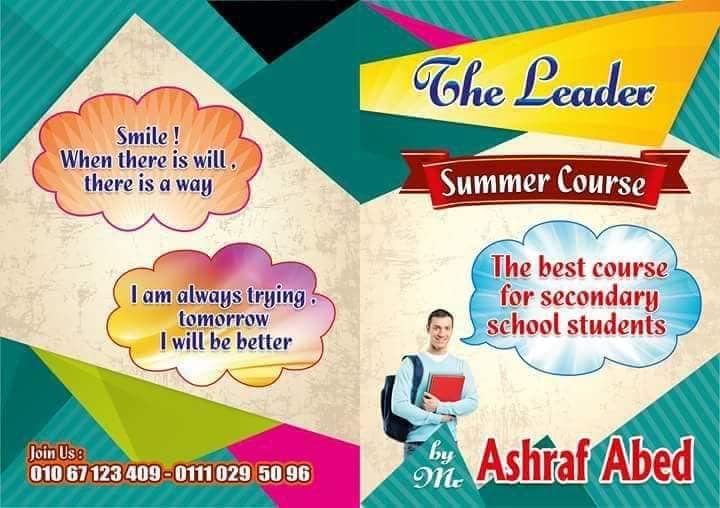 Smile !
When there is will ,
there is a way
I am always trying ,
tomorrow
I will be better
Join Us :
010 67 123 409 - 0111 029 50 96
The Leader
Summer Course
The best course
for secondary
school students
by
Mr Ashraf Abed